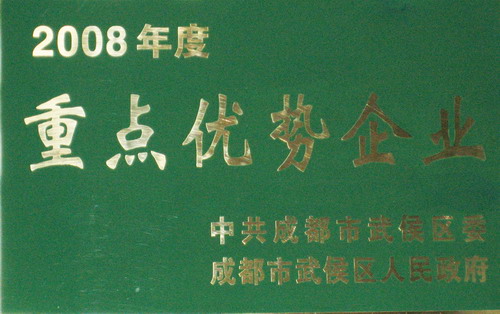 2008年度
重点优势企业
中共成都市武侯区委
成都市武侯区人民政府